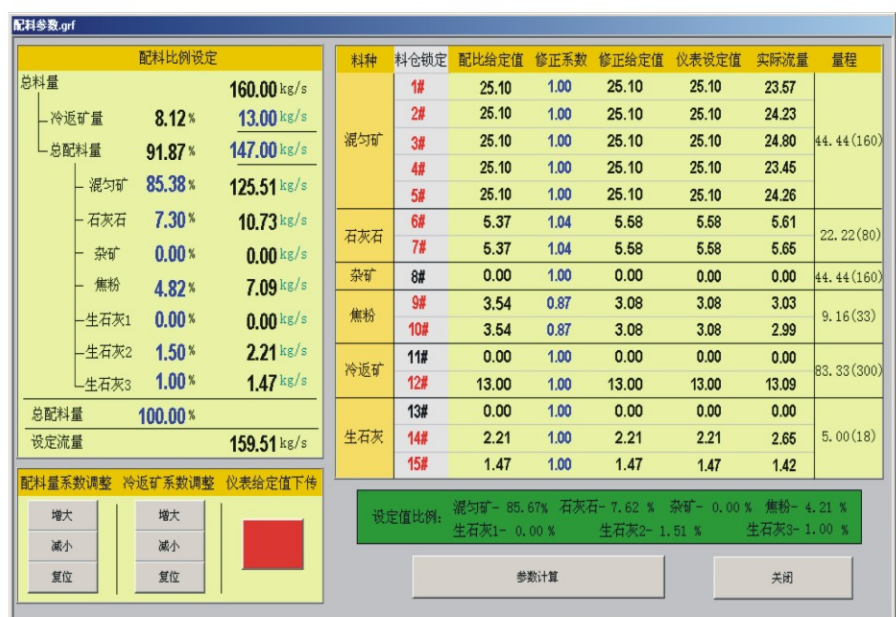 配料参数.grf
配料比例设定
总料量 160.00 kg/s
冷返矿量 8.12 % 13.00 kg/s
总配料量 91.87 % 147.00 kg/s
混匀矿 85.38 % 125.51 kg/s
石灰石 7.30 % 10.73 kg/s
杂矿 0.00 % 0.00 kg/s
焦粉 4.82 % 7.09 kg/s
生石灰1 0.00 % 0.00 kg/s
生石灰2 1.50 % 2.21 kg/s
生石灰3 1.00 % 1.47 kg/s
总配料量 100.00 %
设定流量 159.51 kg/s
配料量系数调整 冷返矿系数调整 仪表给定值下传
增大 增大
减小 减小
复位 复位
料种 料仓锁定 配比给定值 修正系数 修正给定值 仪表设定值 实际流量 量程
1# 25.10 1.00 25.10 25.10 23.57
2# 25.10 1.00 25.10 25.10 24.23
混匀矿 3# 25.10 1.00 25.10 25.10 24.80 44.44(160)
4# 25.10 1.00 25.10 25.10 23.45
5# 25.10 1.00 25.10 25.10 24.26
石灰石 6# 5.37 1.04 5.58 5.58 5.61 22.22(80)
7# 5.37 1.04 5.58 5.58 5.65
杂矿 8# 0.00 1.00 0.00 0.00 0.00 44.44(160)
焦粉 9# 3.54 0.87 3.08 3.08 3.03 9.16(33)
10# 3.54 0.87 3.08 3.08 2.99
冷返矿 11# 0.00 1.00 0.00 0.00 0.00 83.33(300)
12# 13.00 1.00 13.00 13.00 13.09
13# 0.00 1.00 0.00 0.00 0.00
生石灰 14# 2.21 1.00 2.21 2.21 2.65 5.00(18)
15# 1.47 1.00 1.47 1.47 1.42
设定值比例: 混匀矿- 85.67% 石灰石- 7.62 % 杂矿- 0.00 % 焦粉- 4.21 %
生石灰1- 0.00 % 生石灰2- 1.51 % 生石灰3- 1.00 %
参数计算 关闭